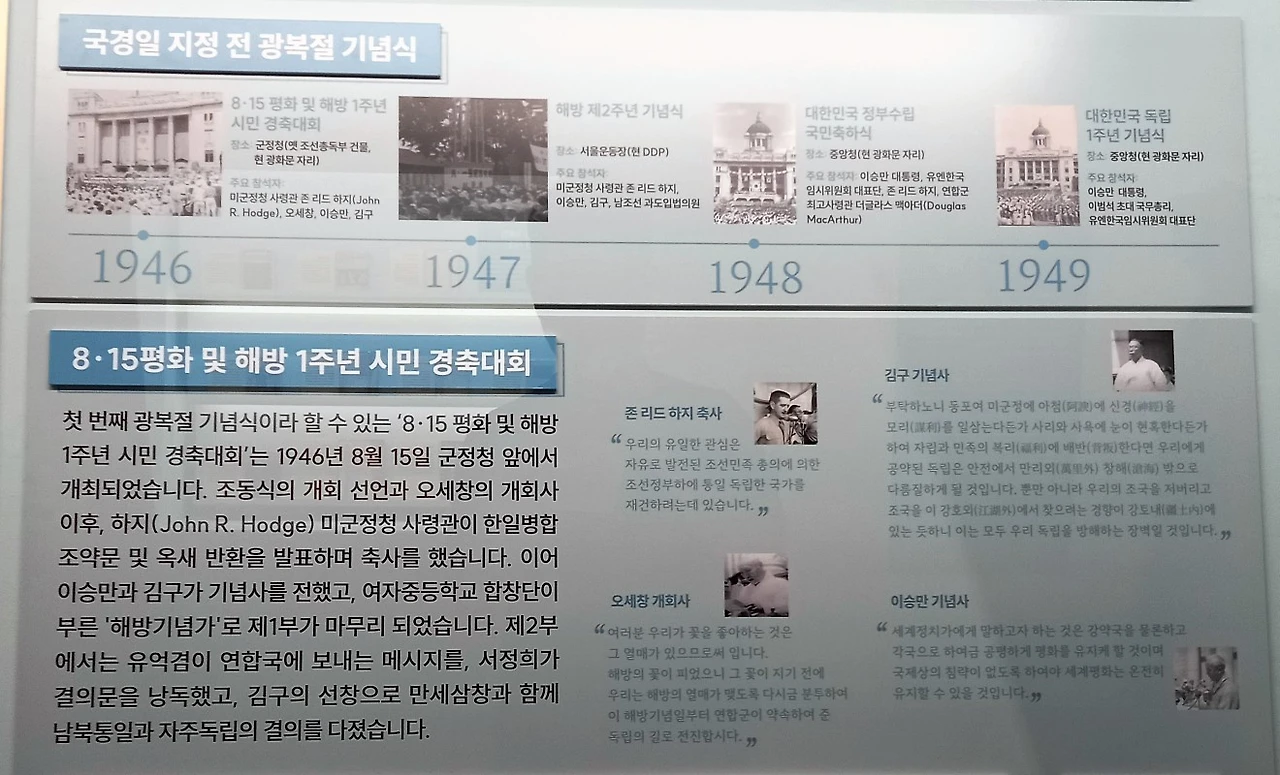 국경일 지정 전 광복절 기념식
8·15 평화 및 해방 1주년
시민 경축대회
장소: 군정청(옛 조선총독부 건물,
현 광화문 자리)
주요 참석자:
미군정청 사령관 존 리드 하지(John
R. Hodge), 오세창, 이승만, 김구
1946
해방 제2주년 기념식
장소: 서울운동장(현 DDP)
주요 참석자:
미군정청 사령관 존 리드 하지,
이승만, 김구, 남조선 과도입법의원
1947
대한민국 정부수립
국민축하식
장소: 중앙청(현 광화문 자리)
주요 참석자: 이승만 대통령, 유엔한국
임시위원회 대표단, 존 리드 하지, 연합군
최고사령관 더글라스 맥아더(Douglas
MacArthur)
1948
대한민국 독립
1주년 기념식
장소: 중앙청(현 광화문 자리)
주요 참석자:
이승만 대통령,
이범석 초대 국무총리,
유엔한국임시위원회 대표단
1949
8·15평화 및 해방 1주년 시민 경축대회
첫 번째 광복절 기념식이라 할 수 있는 '8·15 평화 및 해방
1주년 시민 경축대회'는 1946년 8월 15일 군정청 앞에서
개최되었습니다. 조동식의 개회 선언과 오세창의 개회사
이후, 하지(John R. Hodge) 미군정청 사령관이 한일병합
조약문 및 옥새 반환을 발표하며 축사를 했습니다. 이어
이승만과 김구가 기념사를 전했고, 여자중등학교 합창단이
부른 '해방기념가'로 제1부가 마무리 되었습니다. 제2부
에서는 유억겸이 연합국에 보내는 메시지를, 서정희가
결의문을 낭독했고, 김구의 선창으로 만세삼창과 함께
남북통일과 자주독립의 결의를 다졌습니다.
존 리드 하지 축사
“우리의 유일한 관심은
자유로 발전된 조선민족 총의에 의한
조선정부하에 통일 독립한 국가를
재건하려는데 있습니다.”
김구 기념사
“부탁하노니 동포여 미군정에 아첨(阿諛)에 신경(神經)을
모리(謀利)를 일삼는다든가 사리와 사욕에 눈이 현혹한다든가
하여 자립과 민족의 복리(福利)에 배반(背叛)한다면 우리에게
공약된 독립은 안전에서 만리외(萬里外) 창해(滄海) 밖으로
다름질하게 될 것입니다. 뿐만 아니라 우리의 조국을 저버리고
조국을 이 강호외(江湖外)에서 찾으려는 경향이 강토내(疆土內)에
있는 듯하니 이는 모두 우리 독립을 방해하는 장벽일 것입니다.”
오세창 개회사
“여러분 우리가 꽃을 좋아하는 것은
그 열매가 있으므로써 입니다.
해방의 꽃이 피었으니 그 꽃이 지기 전에
우리는 해방의 열매가 맺도록 다시금 분투하여
이 해방기념일부터 연합군이 약속하여 준
독립의 길로 전진합시다.”
이승만 기념사
“세계정치가에게 말하고자 하는 것은 강약국을 물론하고
각국으로 하여금 공평하게 평화를 유지케 할 것이며
국제상의 침략이 없도록 하여야 세계평화는 온전히
유지할 수 있을 것입니다.”